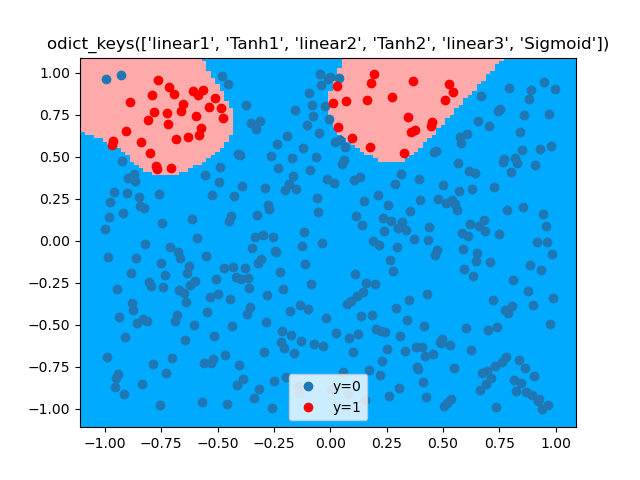 odict_keys(['linear1', 'Tanh1', 'linear2', 'Tanh2', 'linear3', 'Sigmoid'])
1.00
0.75
0.50
0.25
0.00
−0.25
−0.50
−0.75
−1.00
y=0
y=1
−1.00 −0.75 −0.50 −0.25 0.00 0.25 0.50 0.75 1.00